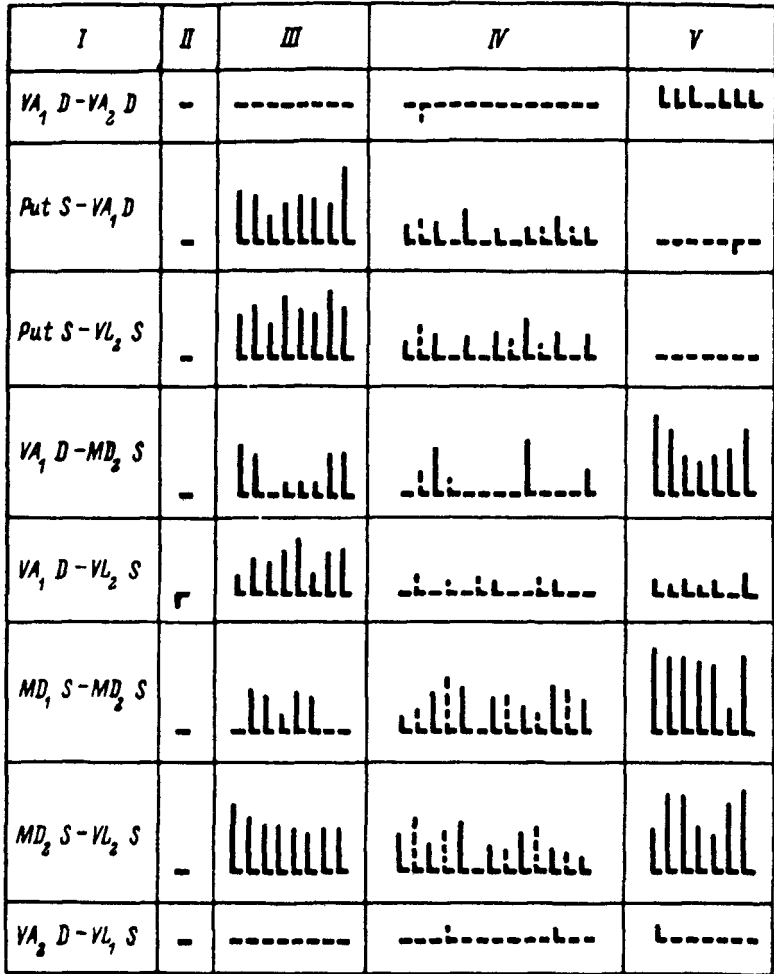 I II III IV V
VA₁ D-VA₂ D
Put S-VA₁ D
Put S-VL₂ S
VA₁ D-MD₂ S
VA₁ D-VL₂ S
MD₁ S-MD₂ S
MD₂ S-VL₂ S
VA₂ D-VL₁ S